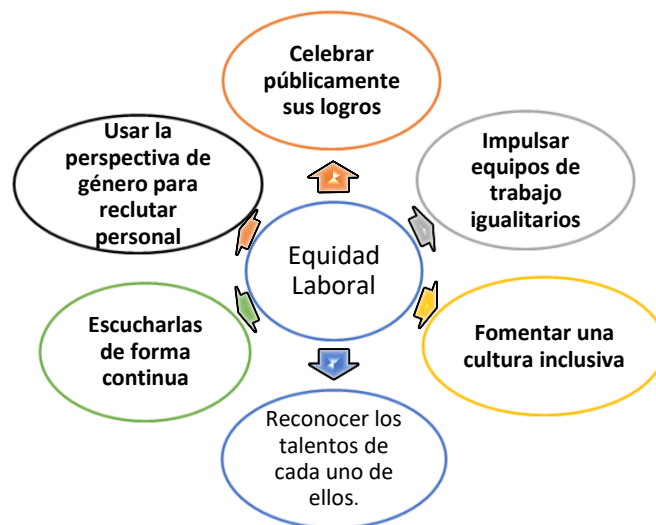 Celebrar
públicamente
sus logros
Usar la
perspectiva de
género para
reclutar
personal
Impulsar
equipos de
trabajo
igualitarios
Equidad
Laboral
Escucharlas
de forma
continua
Fomentar una
cultura inclusiva
Reconocer los
talentos de
cada uno de
ellos.